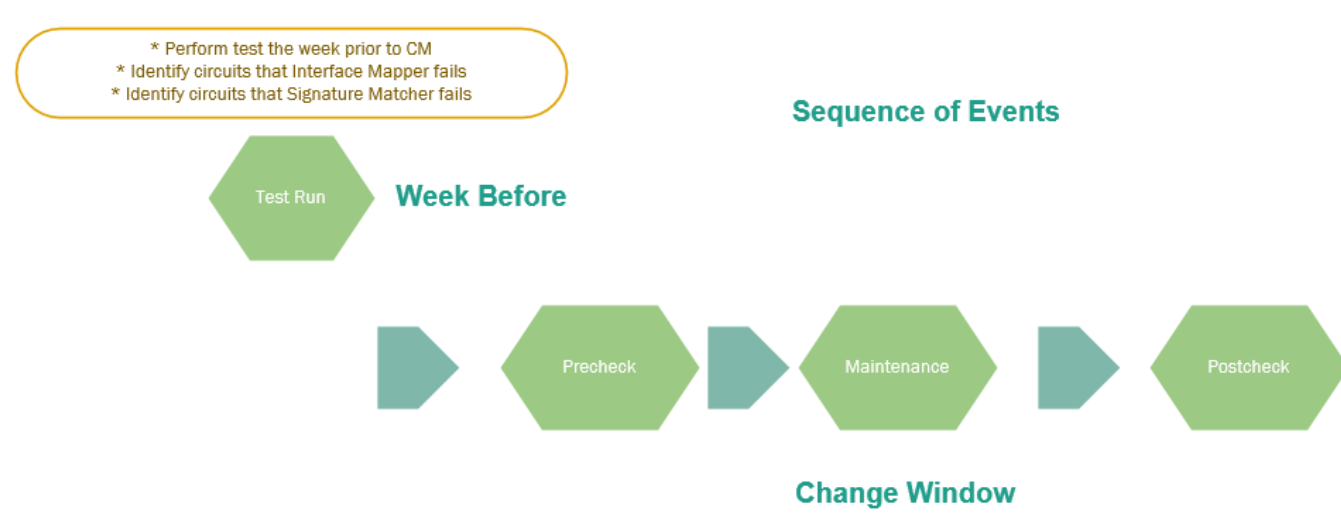 * Perform test the week prior to CM
* Identify circuits that Interface Mapper fails
* Identify circuits that Signature Matcher fails
Sequence of Events
Test Run
Week Before
Precheck
Maintenance
Postcheck
Change Window